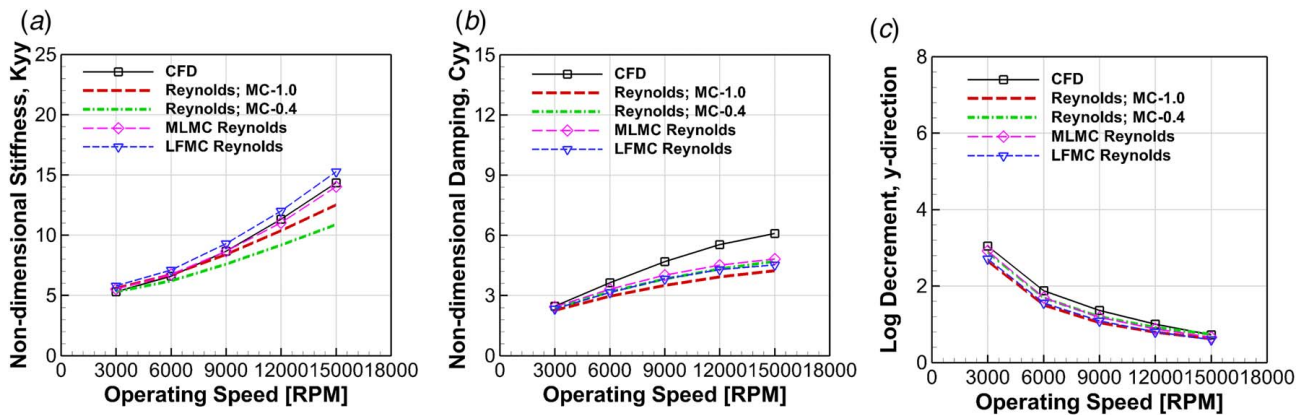 (a)
Non-dimensional Stiffness, Kyy
25
20
15
10
5
0
CFD
Reynolds; MC-1.0
Reynolds; MC-0.4
MLMC Reynolds
LFMC Reynolds
0 3000 6000 9000 12000 15000 18000
Operating Speed [RPM]
(b)
Non-dimensional Damping, Cyy
15
12
9
6
3
0
CFD
Reynolds; MC-1.0
Reynolds; MC-0.4
MLMC Reynolds
LFMC Reynolds
0 3000 6000 9000 12000 15000 18000
Operating Speed [RPM]
(c)
Log Decrement, y-direction
8
6
4
2
0
CFD
Reynolds; MC-1.0
Reynolds; MC-0.4
MLMC Reynolds
LFMC Reynolds
0 3000 6000 9000 12000 15000 18000
Operating Speed [RPM]